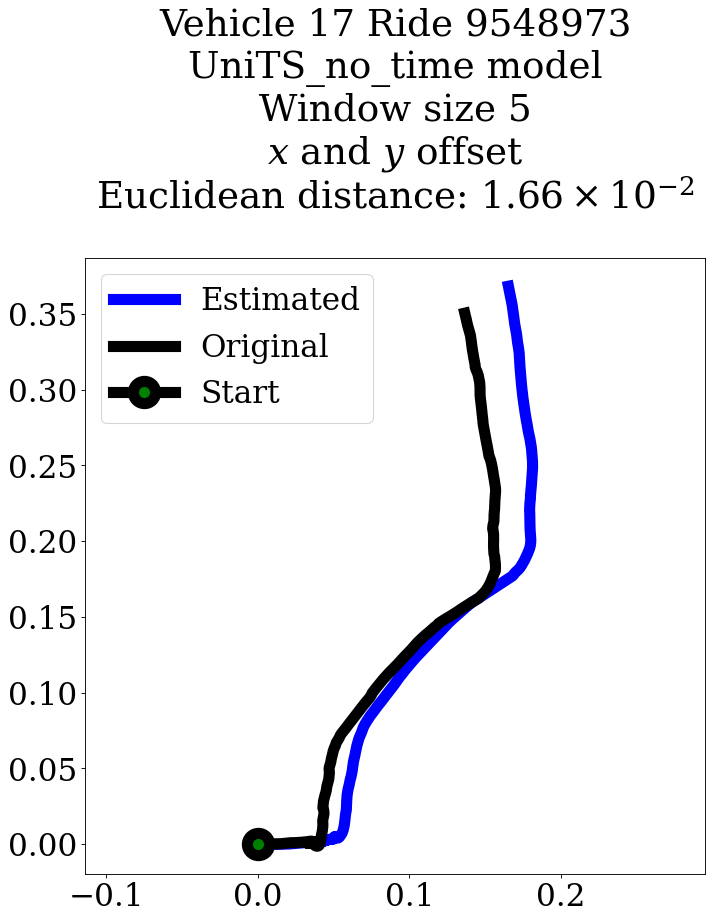 Vehicle 17 Ride 9548973
UniTS_no_time model
Window size 5
x and y offset
Euclidean distance: 1.66 × 10⁻²
Estimated
Original
Start
0.35
0.30
0.25
0.20
0.15
0.10
0.05
0.00
−0.1
0.0
0.1
0.2